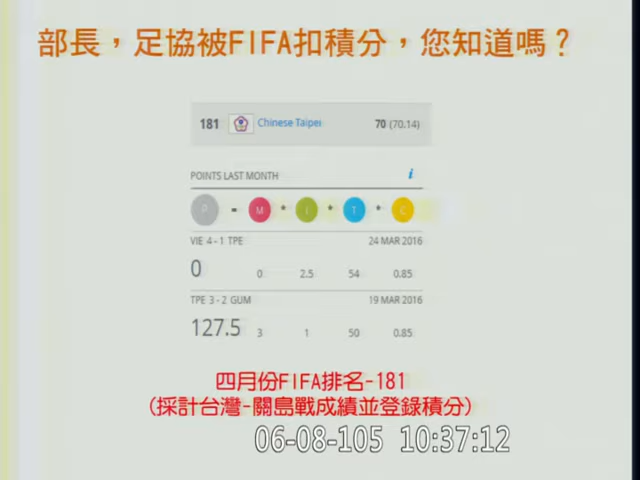 部長，足協被FIFA扣積分，您知道嗎？
181 Chinese Taipei 70 (70.14)
POINTS LAST MONTH i
P = M * I * T * C
VIE 4 - 1 TPE 24 MAR 2016
0 0 2.5 54 0.85
TPE 3 - 2 GUM 19 MAR 2016
127.5 3 1 50 0.85
四月份FIFA排名-181
(採計台灣-關島戰成績並登錄積分)
06-08-105 10:37:12